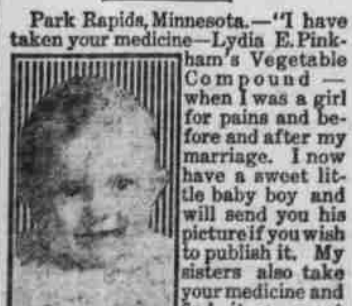 Park Rapids, Minnesota.—"I have
taken your medicine—Lydia E. Pink-
ham's Vegetable
Compound —
when I was a girl
for pains and be-
fore and after my
marriage. I now
have a sweet lit-
tle baby boy and
will send you his
picture if you wish
to publish it. My
sisters also take
your medicine and